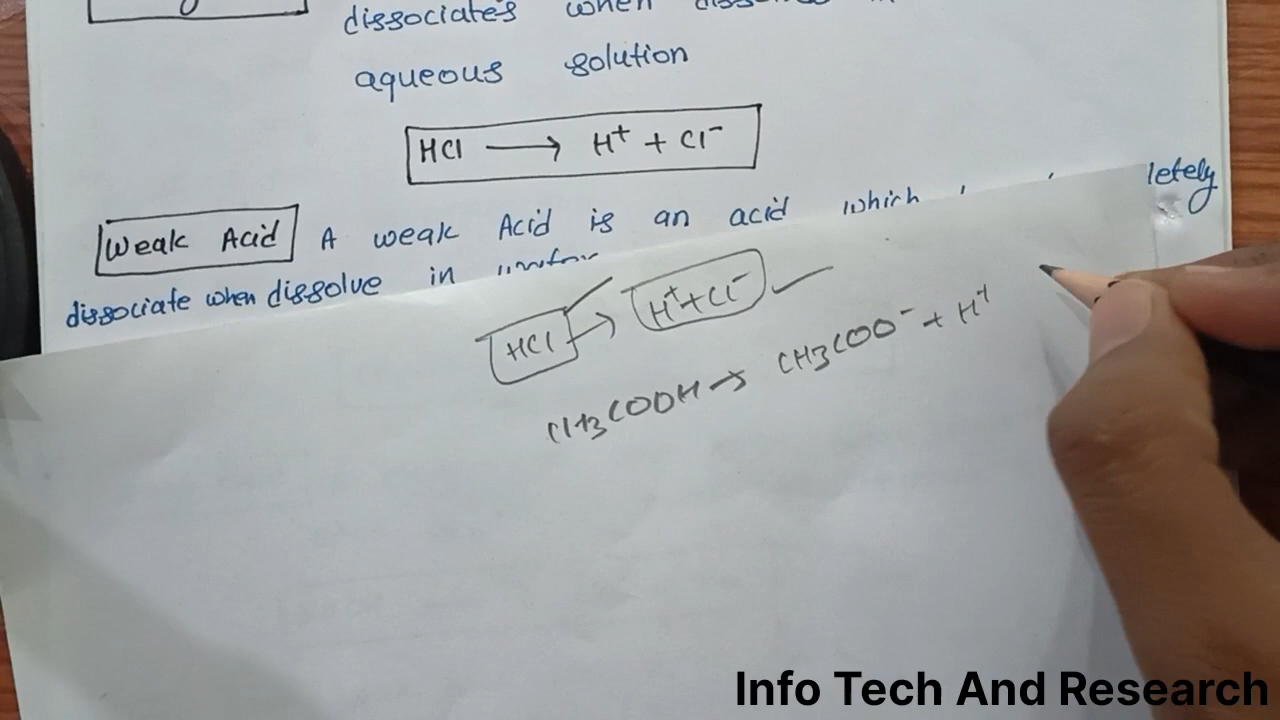 dissociates when
aqueous solution
HCl ⟶ H⁺ + Cl⁻
Weak Acid A weak Acid is an acid which letely
dissociate when dissolve in
HCl → H⁺+Cl⁻
CH3COOH → CH3COO⁻ + H⁺
Info Tech And Research